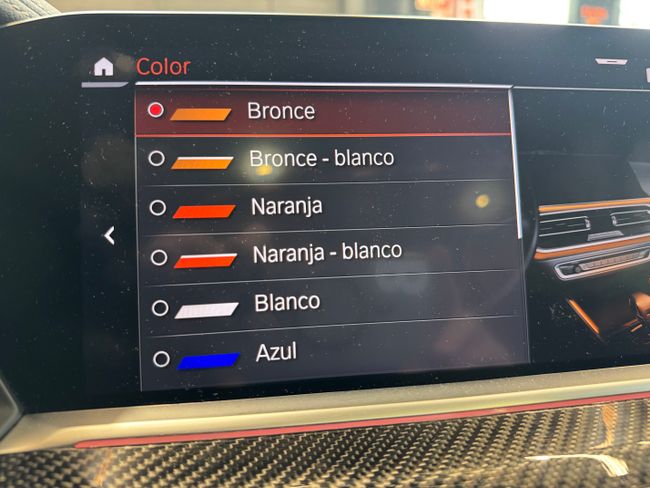 Color
Bronce
Bronce - blanco
Naranja
Naranja - blanco
Blanco
Azul